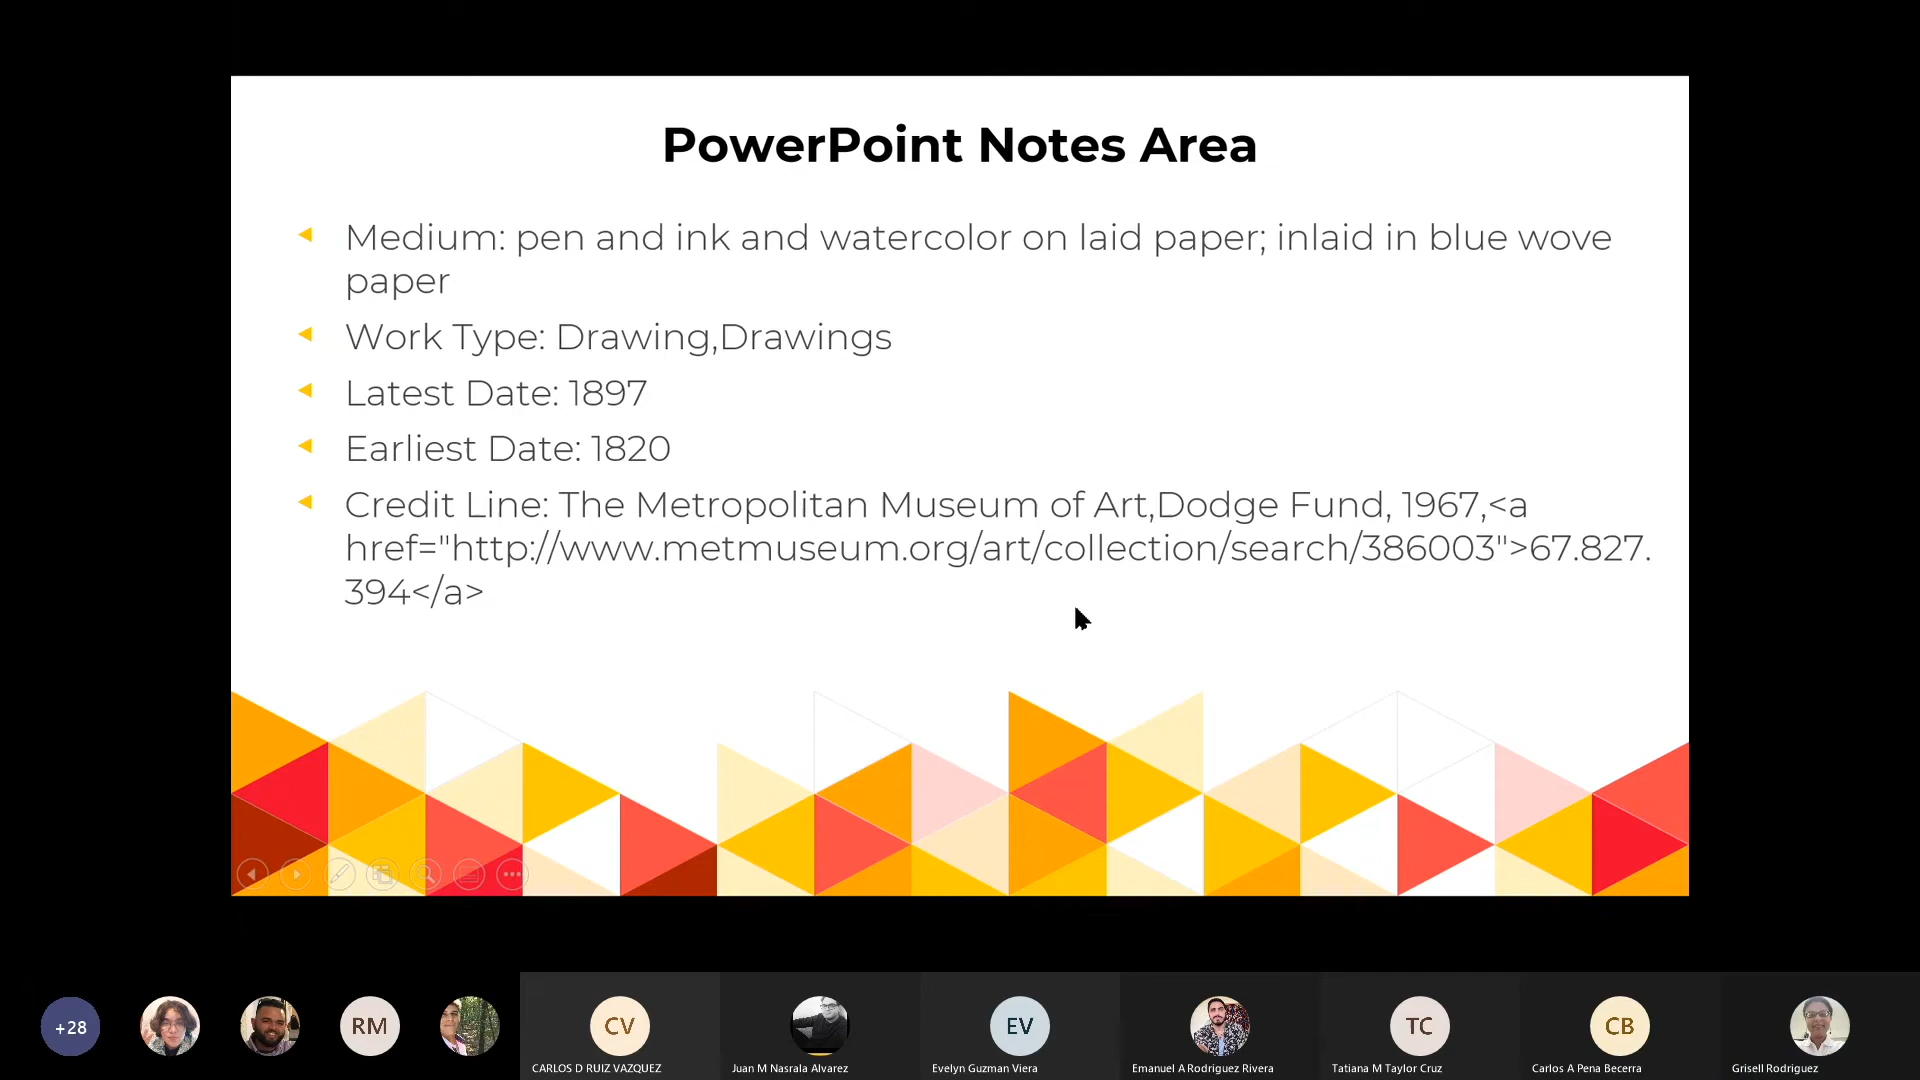 PowerPoint Notes Area
Medium: pen and ink and watercolor on laid paper; inlaid in blue wove
paper
Work Type: Drawing,Drawings
Latest Date: 1897
Earliest Date: 1820
Credit Line: The Metropolitan Museum of Art,Dodge Fund, 1967,<a
href="http://www.metmuseum.org/art/collection/search/386003">67.827.
394</a>
+28
RM
CV
EV
TC
CB
CARLOS D RUIZ VAZQUEZ
Juan M Nasrala Alvarez
Evelyn Guzman Viera
Emanuel A Rodriguez Rivera
Tatiana M Taylor Cruz
Carlos A Pena Becerra
Grisell Rodriguez